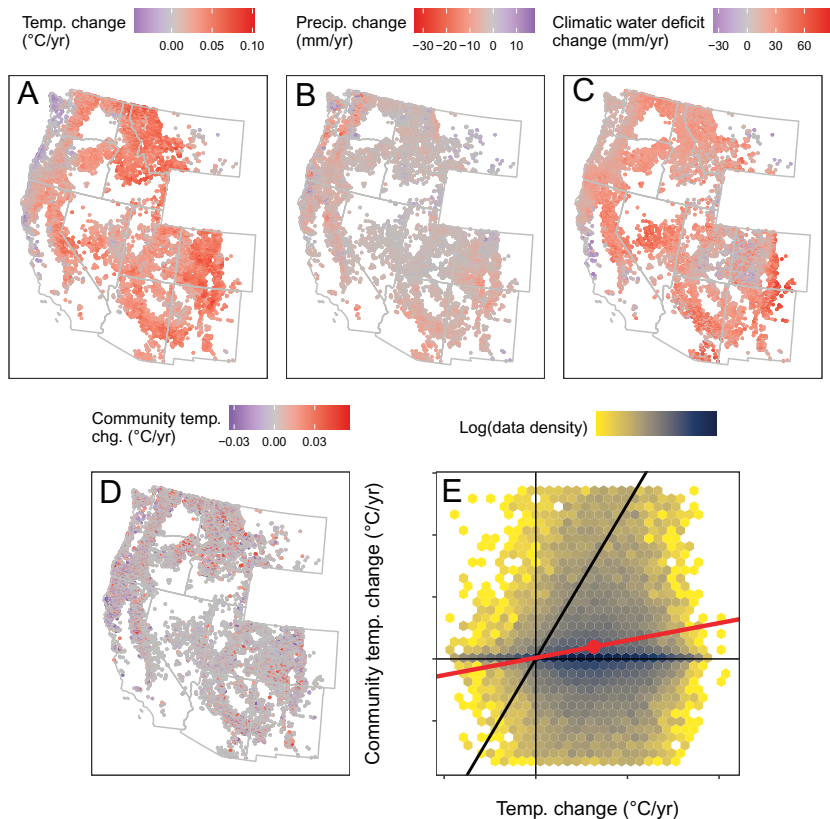 Temp. change
(°C/yr)
0.00 0.05 0.10
Precip. change
(mm/yr)
−30 −20 −10 0 10
Climatic water deficit
change (mm/yr)
−30 0 30 60
A
B
C
Community temp.
chg. (°C/yr)
−0.03 0.00 0.03
Log(data density)
D
E
Community temp. change (°C/yr)
Temp. change (°C/yr)